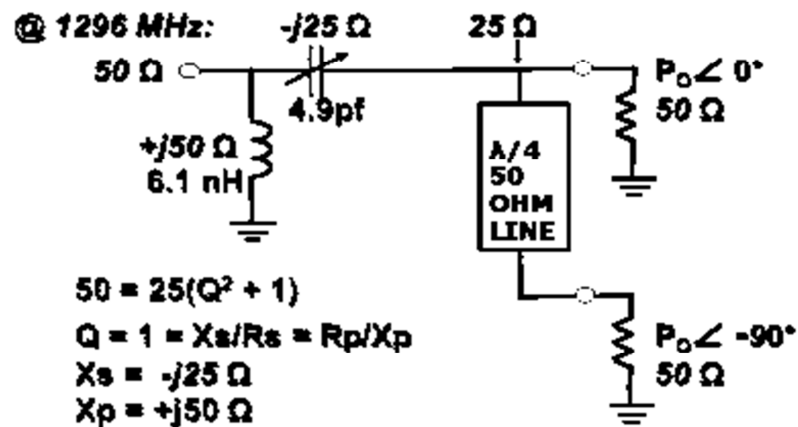 @ 1296 MHz:
-j25 Ω
25 Ω
50 Ω
P₀∠ 0°
50 Ω
4.9pf
+j50 Ω
6.1 nH
λ/4
50
OHM
LINE
50 = 25(Q² + 1)
Q = 1 = Xs/Rs = Rp/Xp
Xs = -j25 Ω
Xp = +j50 Ω
P₀∠ -90°
50 Ω